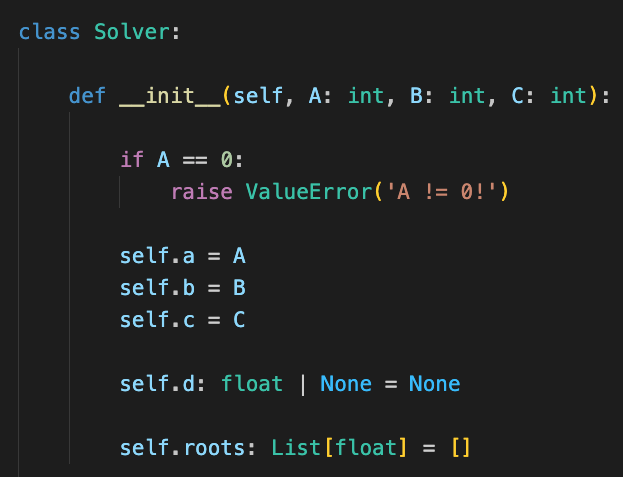 class Solver:
def __init__(self, A: int, B: int, C: int):
if A == 0:
raise ValueError('A != 0!')
self.a = A
self.b = B
self.c = C
self.d: float | None = None
self.roots: List[float] = []